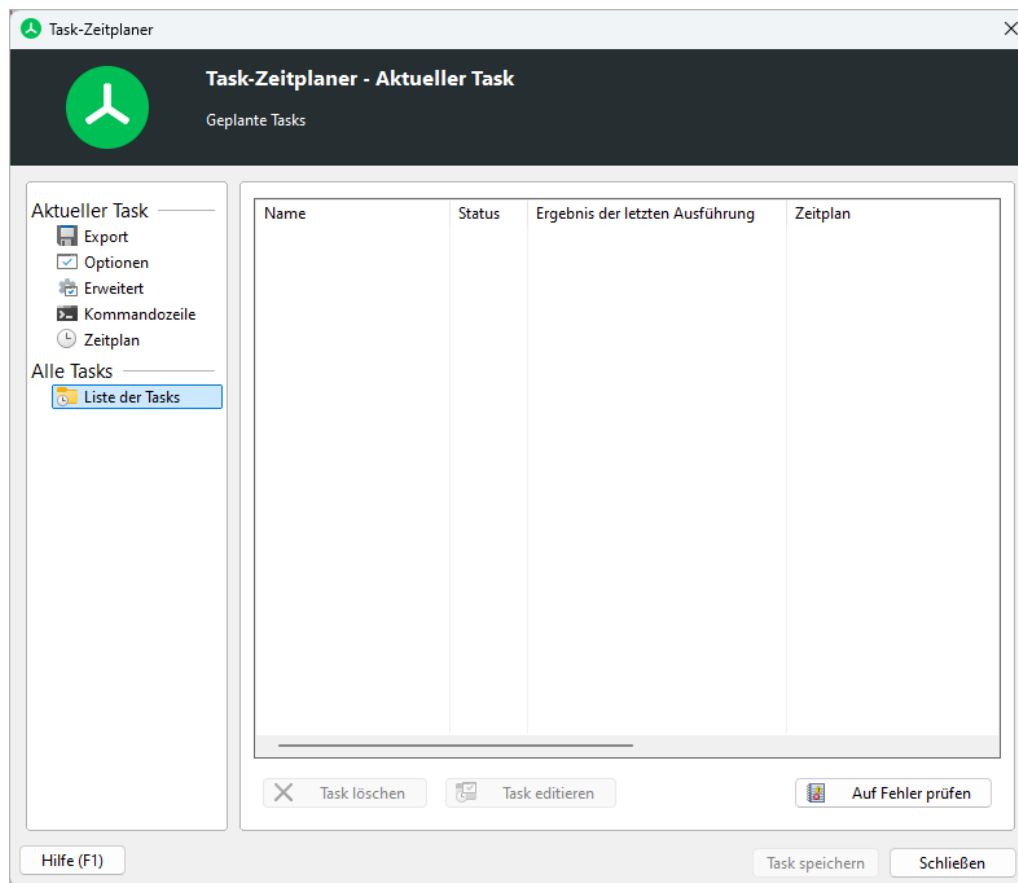 Task-Zeitplaner
Task-Zeitplaner - Aktueller Task
Geplante Tasks
Aktueller Task
Export
Optionen
Erweitert
Kommandozeile
Zeitplan
Alle Tasks
Liste der Tasks
Name Status Ergebnis der letzten Ausführung Zeitplan
Task löschen Task editieren Auf Fehler prüfen
Hilfe (F1) Task speichern Schließen